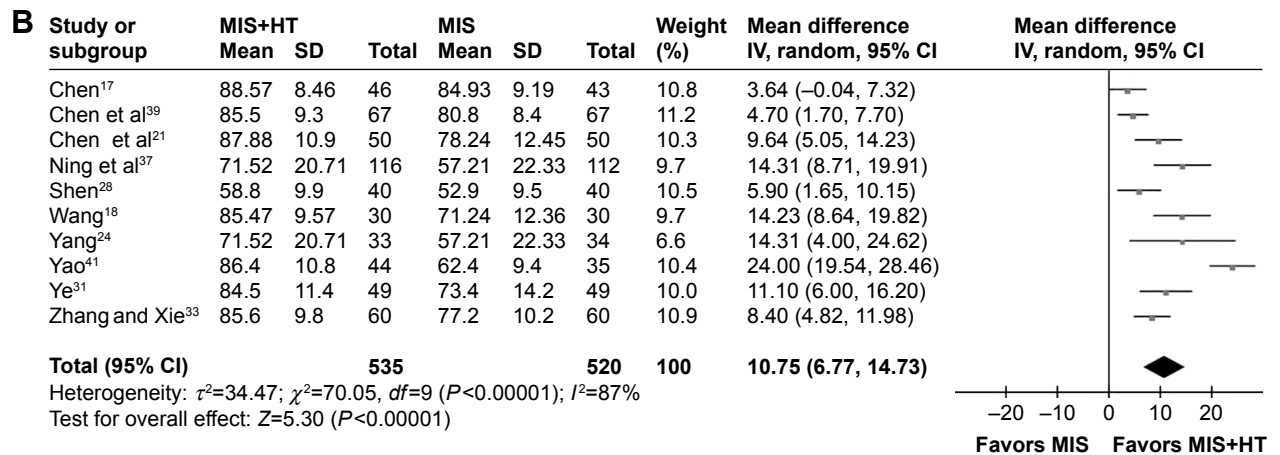 B Study or MIS+HT MIS Weight Mean difference Mean difference
subgroup Mean SD Total Mean SD Total (%) IV, random, 95% CI IV, random, 95% CI
Chen¹⁷ 88.57 8.46 46 84.93 9.19 43 10.8 3.64 (–0.04, 7.32)
Chen et al³⁹ 85.5 9.3 67 80.8 8.4 67 11.2 4.70 (1.70, 7.70)
Chen et al²¹ 87.88 10.9 50 78.24 12.45 50 10.3 9.64 (5.05, 14.23)
Ning et al³⁷ 71.52 20.71 116 57.21 22.33 112 9.7 14.31 (8.71, 19.91)
Shen²⁸ 58.8 9.9 40 52.9 9.5 40 10.5 5.90 (1.65, 10.15)
Wang¹⁸ 85.47 9.57 30 71.24 12.36 30 9.7 14.23 (8.64, 19.82)
Yang²⁴ 71.52 20.71 33 57.21 22.33 34 6.6 14.31 (4.00, 24.62)
Yao⁴¹ 86.4 10.8 44 62.4 9.4 35 10.4 24.00 (19.54, 28.46)
Ye³¹ 84.5 11.4 49 73.4 14.2 49 10.0 11.10 (6.00, 16.20)
Zhang and Xie³³ 85.6 9.8 60 77.2 10.2 60 10.9 8.40 (4.82, 11.98)
Total (95% CI) 535 520 100 10.75 (6.77, 14.73)
Heterogeneity: τ²=34.47; χ²=70.05, df=9 (P<0.00001); I²=87%
Test for overall effect: Z=5.30 (P<0.00001)
–20 –10 0 10 20
Favors MIS Favors MIS+HT